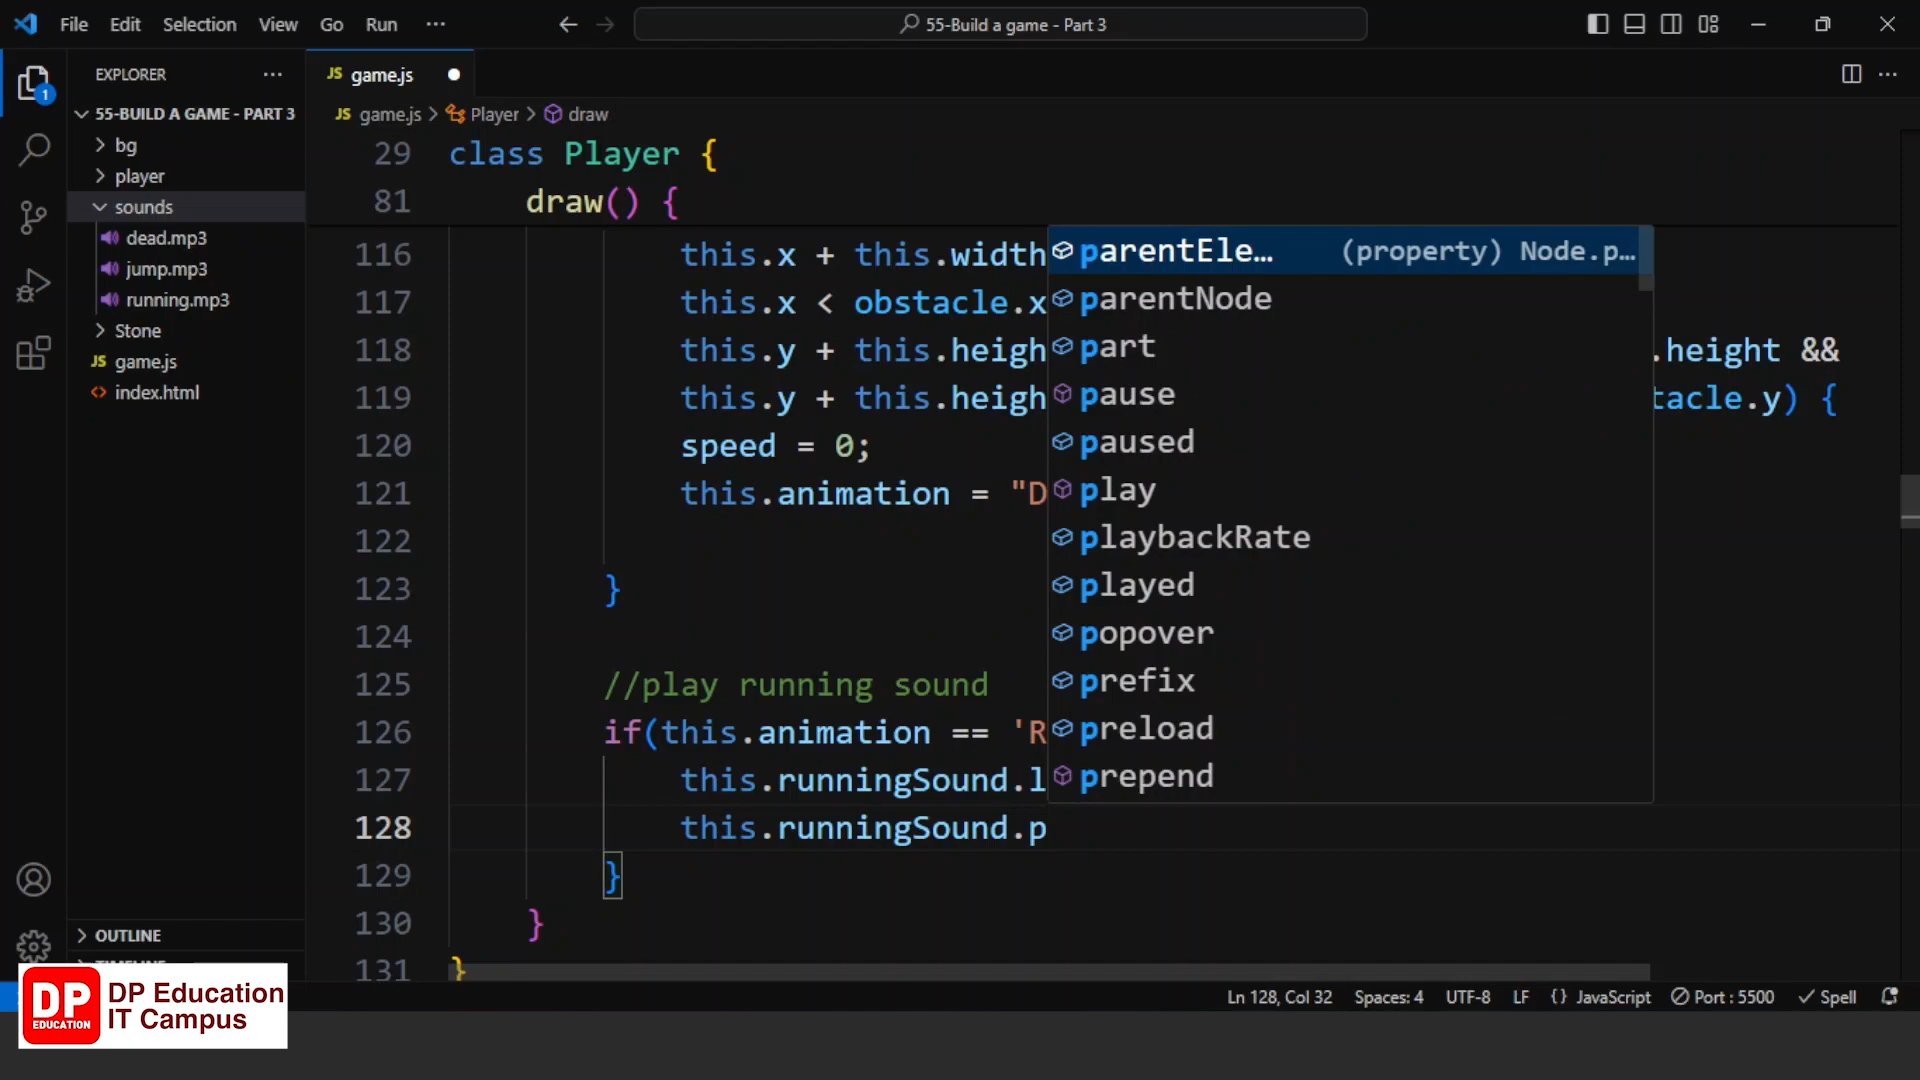 File Edit Selection View Go Run ··· 55-Build a game - Part 3
EXPLORER ···
JS game.js
55-BUILD A GAME - PART 3
JS game.js > Player > draw
bg
player
sounds
dead.mp3
jump.mp3
running.mp3
Stone
JS game.js
<> index.html
OUTLINE
29 class Player {
81 draw() {
116 this.x + this.width
117 this.x < obstacle.x
118 this.y + this.heigh .height &&
119 this.y + this.heigh tacle.y) {
120 speed = 0;
121 this.animation = "D
122
123 }
124
125 //play running sound
126 if(this.animation == 'R
127 this.runningSound.l
128 this.runningSound.p
129 }
130 }
131 }
parentEle... (property) Node.p...
parentNode
part
pause
paused
play
playbackRate
played
popover
prefix
preload
prepend
1
Ln 128, Col 32 Spaces: 4 UTF-8 LF {} JavaScript Port : 5500 Spell
DP EDUCATION
DP Education
IT Campus